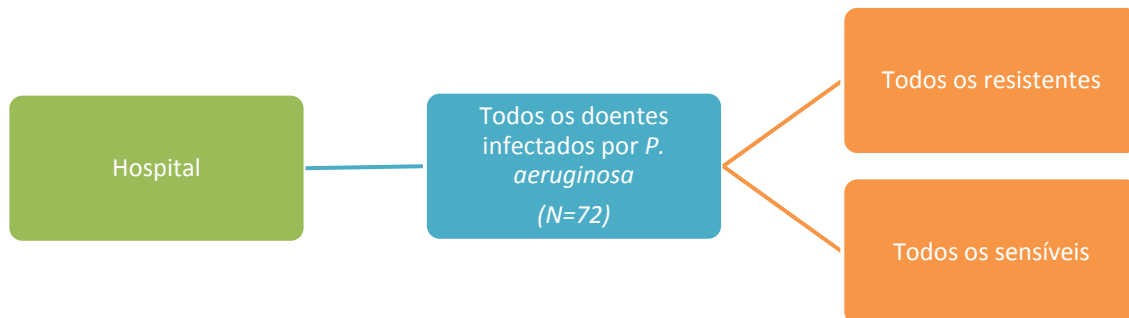 Hospital
Todos os doentes
infectados por P.
aeruginosa
(N=72)
Todos os resistentes
Todos os sensíveis